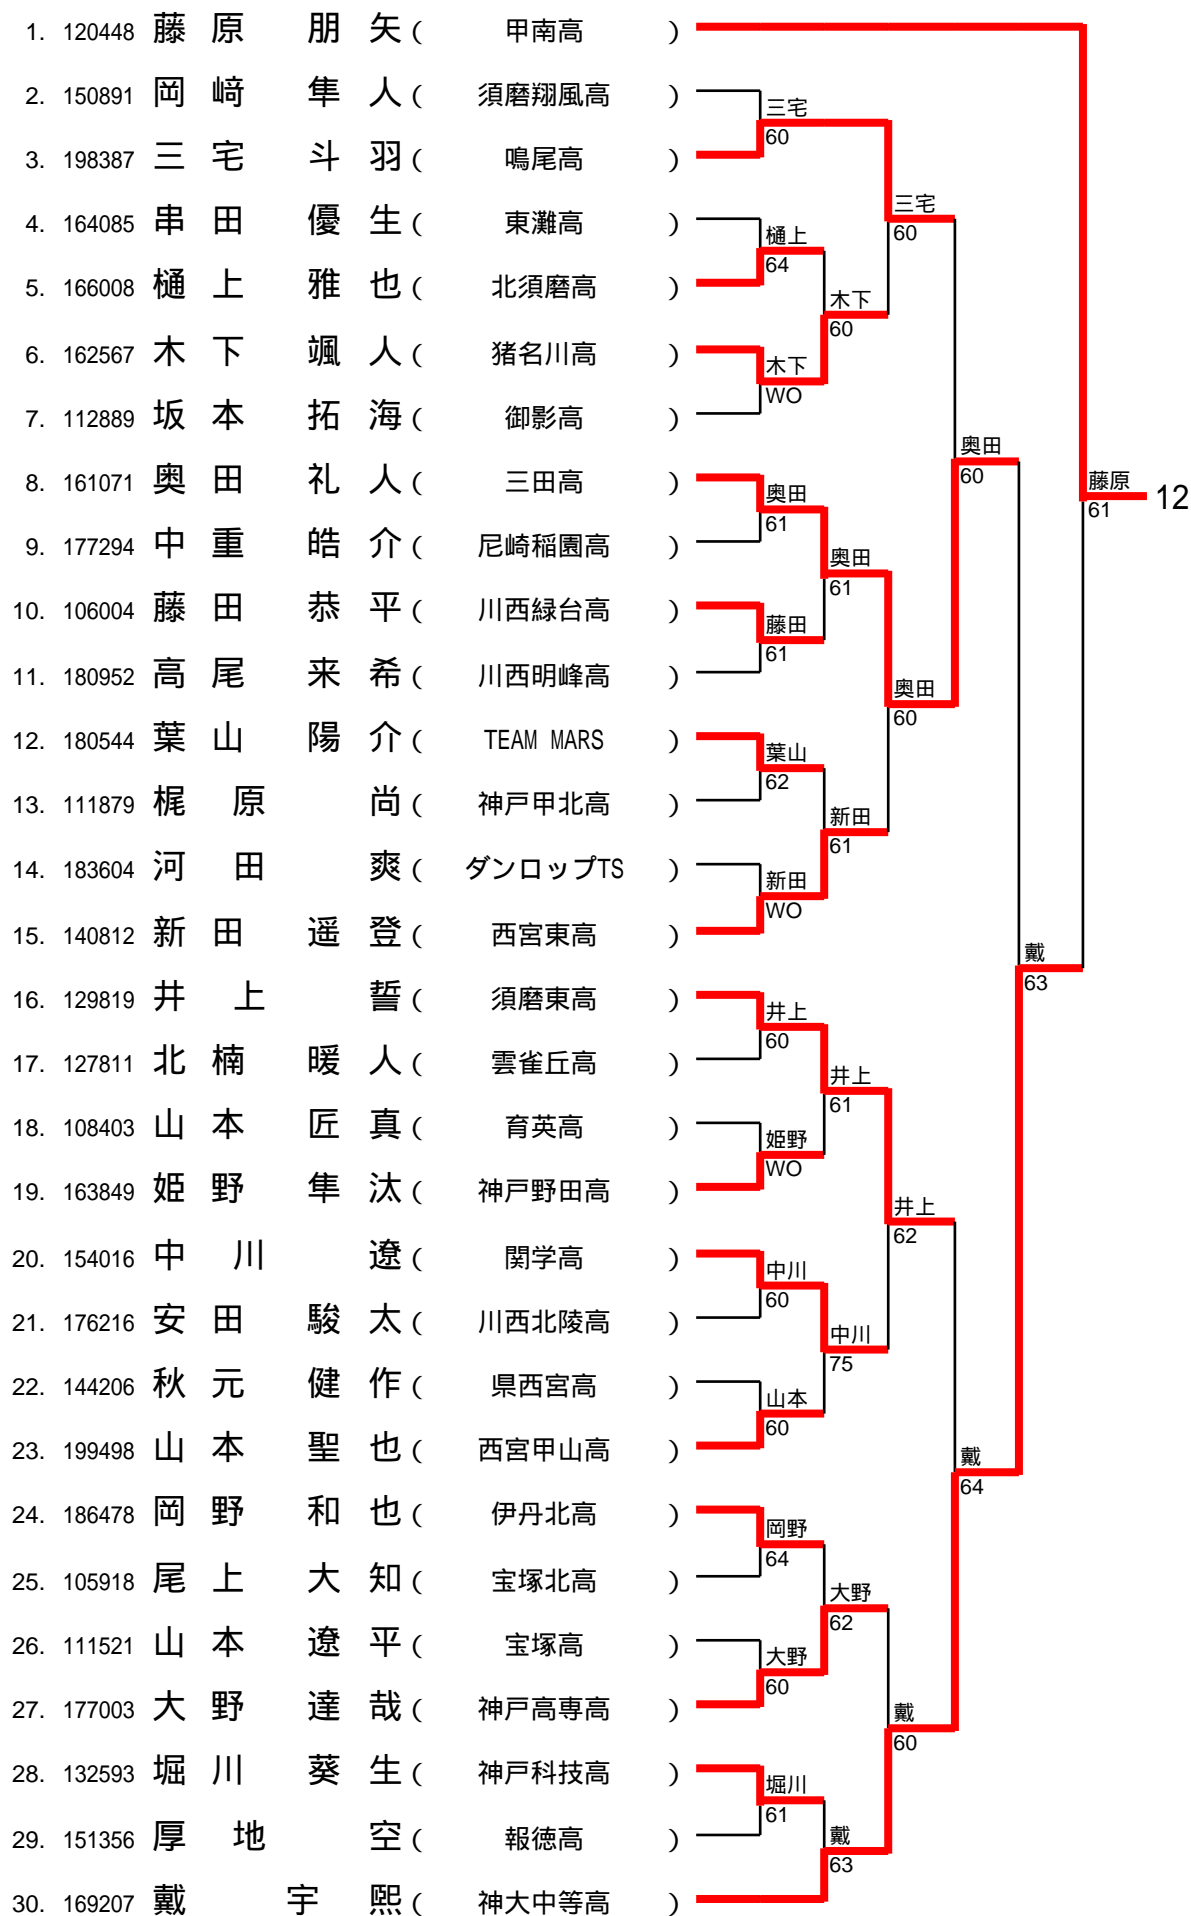 1. 120448 藤原 朋矢 ( 甲南高 )
2. 150891 岡﨑 隼人 ( 須磨翔風高 )
三宅
60
3. 198387 三宅 斗羽 ( 鳴尾高 )
三宅
60
4. 164085 串田 優生 ( 東灘高 )
樋上
64
5. 166008 樋上 雅也 ( 北須磨高 )
木下
60
6. 162567 木下 颯人 ( 猪名川高 )
木下
WO
7. 112889 坂本 拓海 ( 御影高 )
奥田
60
8. 161071 奥田 礼人 ( 三田高 )
奥田
61
藤原
61
12
9. 177294 中重 皓介 ( 尼崎稲園高 )
奥田
61
10. 106004 藤田 恭平 ( 川西緑台高 )
藤田
61
11. 180952 高尾 来希 ( 川西明峰高 )
奥田
60
12. 180544 葉山 陽介 ( TEAM MARS )
葉山
62
13. 111879 梶原 尚 ( 神戸甲北高 )
新田
61
14. 183604 河田 爽 ( ダンロップTS )
新田
WO
15. 140812 新田 遥登 ( 西宮東高 )
戴
63
16. 129819 井上 誓 ( 須磨東高 )
井上
60
17. 127811 北楠 暖人 ( 雲雀丘高 )
井上
61
18. 108403 山本 匠真 ( 育英高 )
姫野
WO
19. 163849 姫野 隼汰 ( 神戸野田高 )
井上
62
20. 154016 中川 遼 ( 関学高 )
中川
60
21. 176216 安田 駿太 ( 川西北陵高 )
中川
75
22. 144206 秋元 健作 ( 県西宮高 )
山本
60
23. 199498 山本 聖也 ( 西宮甲山高 )
戴
64
24. 186478 岡野 和也 ( 伊丹北高 )
岡野
64
25. 105918 尾上 大知 ( 宝塚北高 )
大野
62
26. 111521 山本 遼平 ( 宝塚高 )
大野
60
27. 177003 大野 達哉 ( 神戸高専高 )
戴
60
28. 132593 堀川 葵生 ( 神戸科技高 )
堀川
61
29. 151356 厚地 空 ( 報徳高 )
戴
63
30. 169207 戴 宇熙 ( 神大中等高 )